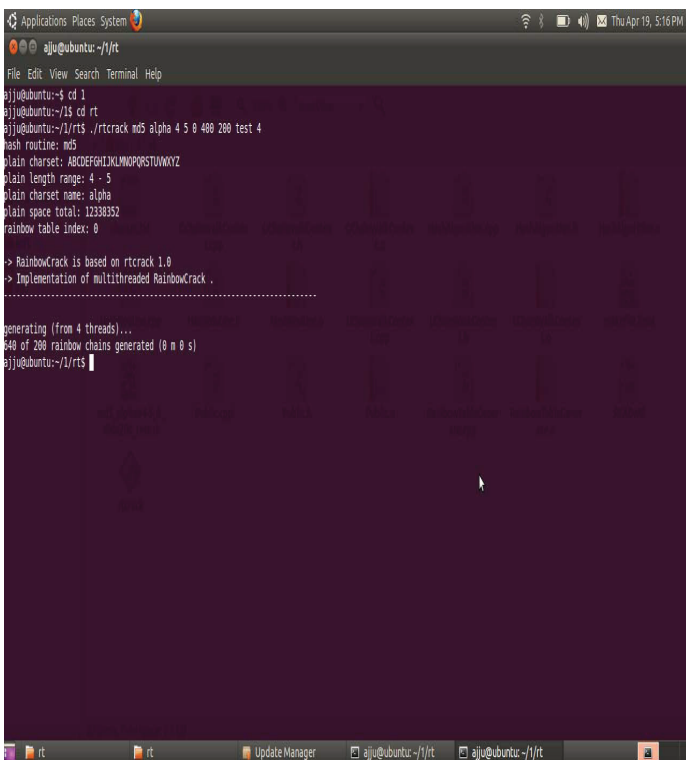 Applications Places System Thu Apr 19, 5:16 PM
ajju@ubuntu: ~/1/rt
File Edit View Search Terminal Help
ajju@ubuntu:~$ cd 1
ajju@ubuntu:~/1$ cd rt
ajju@ubuntu:~/1/rt$ ./rtcrack md5 alpha 4 5 0 400 200 test 4
hash routine: md5
plain charset: ABCDEFGHIJKLMNOPQRSTUVWXYZ
plain length range: 4 - 5
plain charset name: alpha
plain space total: 12338352
rainbow table index: 0
-> RainbowCrack is based on rtcrack 1.0
-> Implementation of multithreaded RainbowCrack .
------------------------------------------------------------------------
generating (from 4 threads)...
640 of 200 rainbow chains generated (0 m 0 s)
ajju@ubuntu:~/1/rt$
rt rt Update Manager ajju@ubuntu: ~/1/rt ajju@ubuntu: ~/1/rt